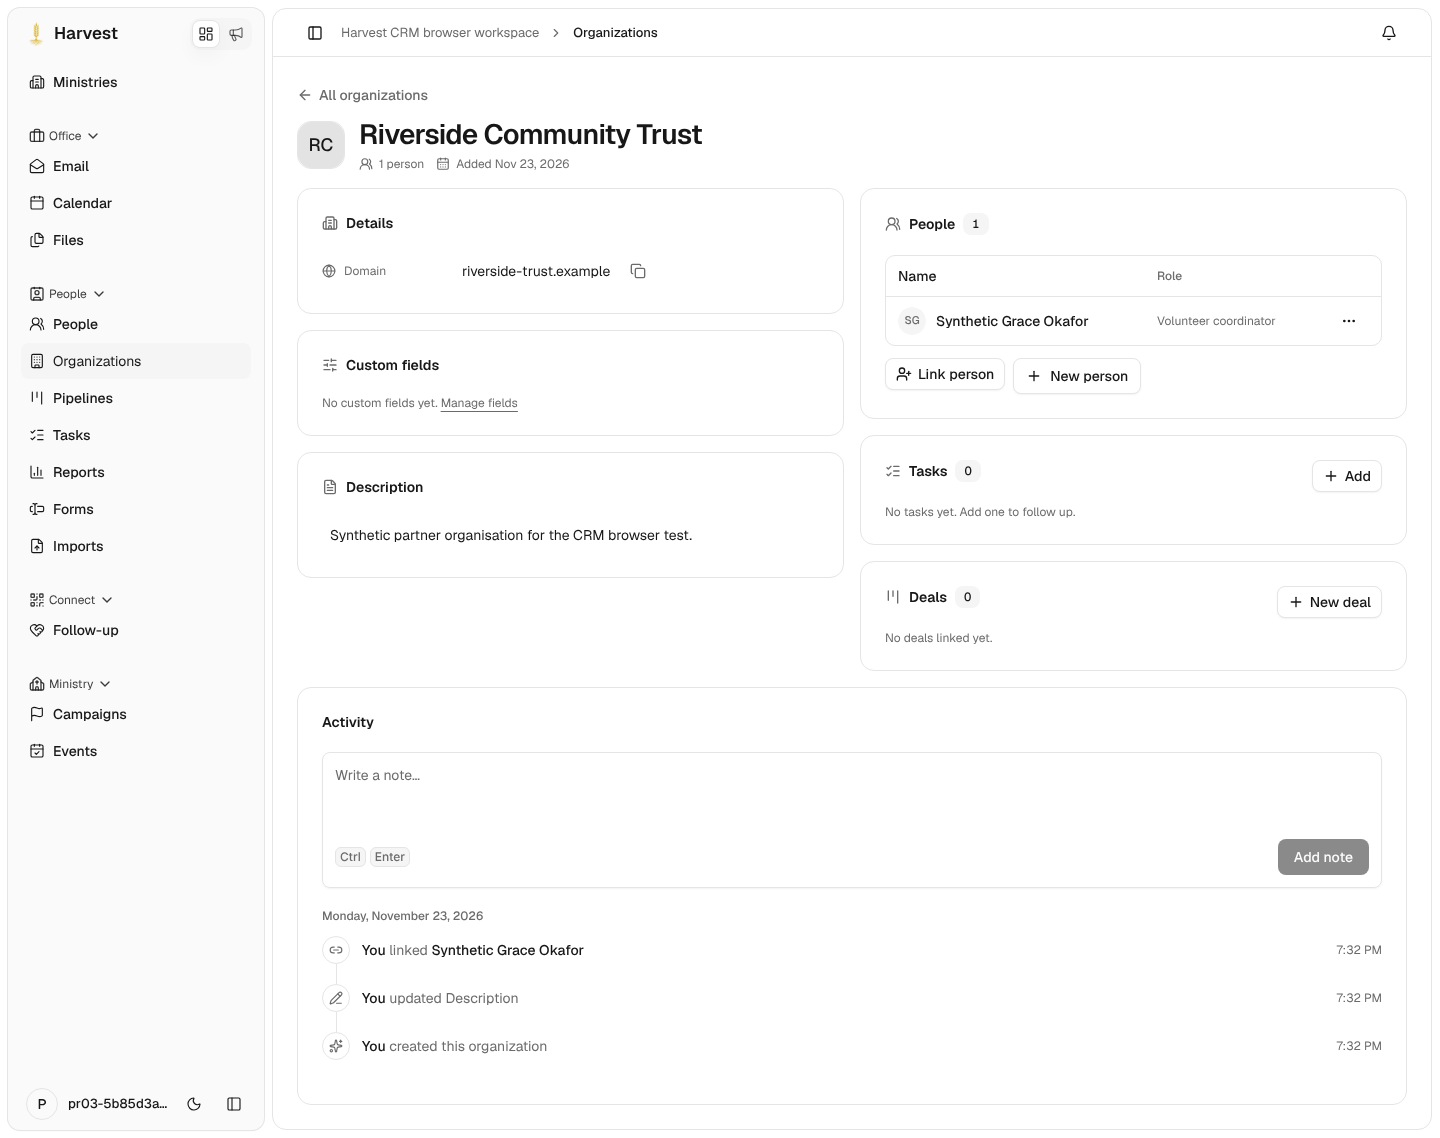 Harvest
Ministries
Office
Email
Calendar
Files
People
People
Organizations
Pipelines
Tasks
Reports
Forms
Imports
Connect
Follow-up
Ministry
Campaigns
Events
P
pr03-5b85d3a...
Harvest CRM browser workspace
Organizations
All organizations
RC
Riverside Community Trust
1 person
Added Nov 23, 2026
Details
Domain
riverside-trust.example
Custom fields
No custom fields yet. Manage fields
Description
Synthetic partner organisation for the CRM browser test.
People 1
Name Role
SG Synthetic Grace Okafor Volunteer coordinator
Link person
New person
Tasks 0
Add
No tasks yet. Add one to follow up.
Deals 0
New deal
No deals linked yet.
Activity
Write a note...
Ctrl Enter
Add note
Monday, November 23, 2026
You linked Synthetic Grace Okafor 7:32 PM
You updated Description 7:32 PM
You created this organization 7:32 PM